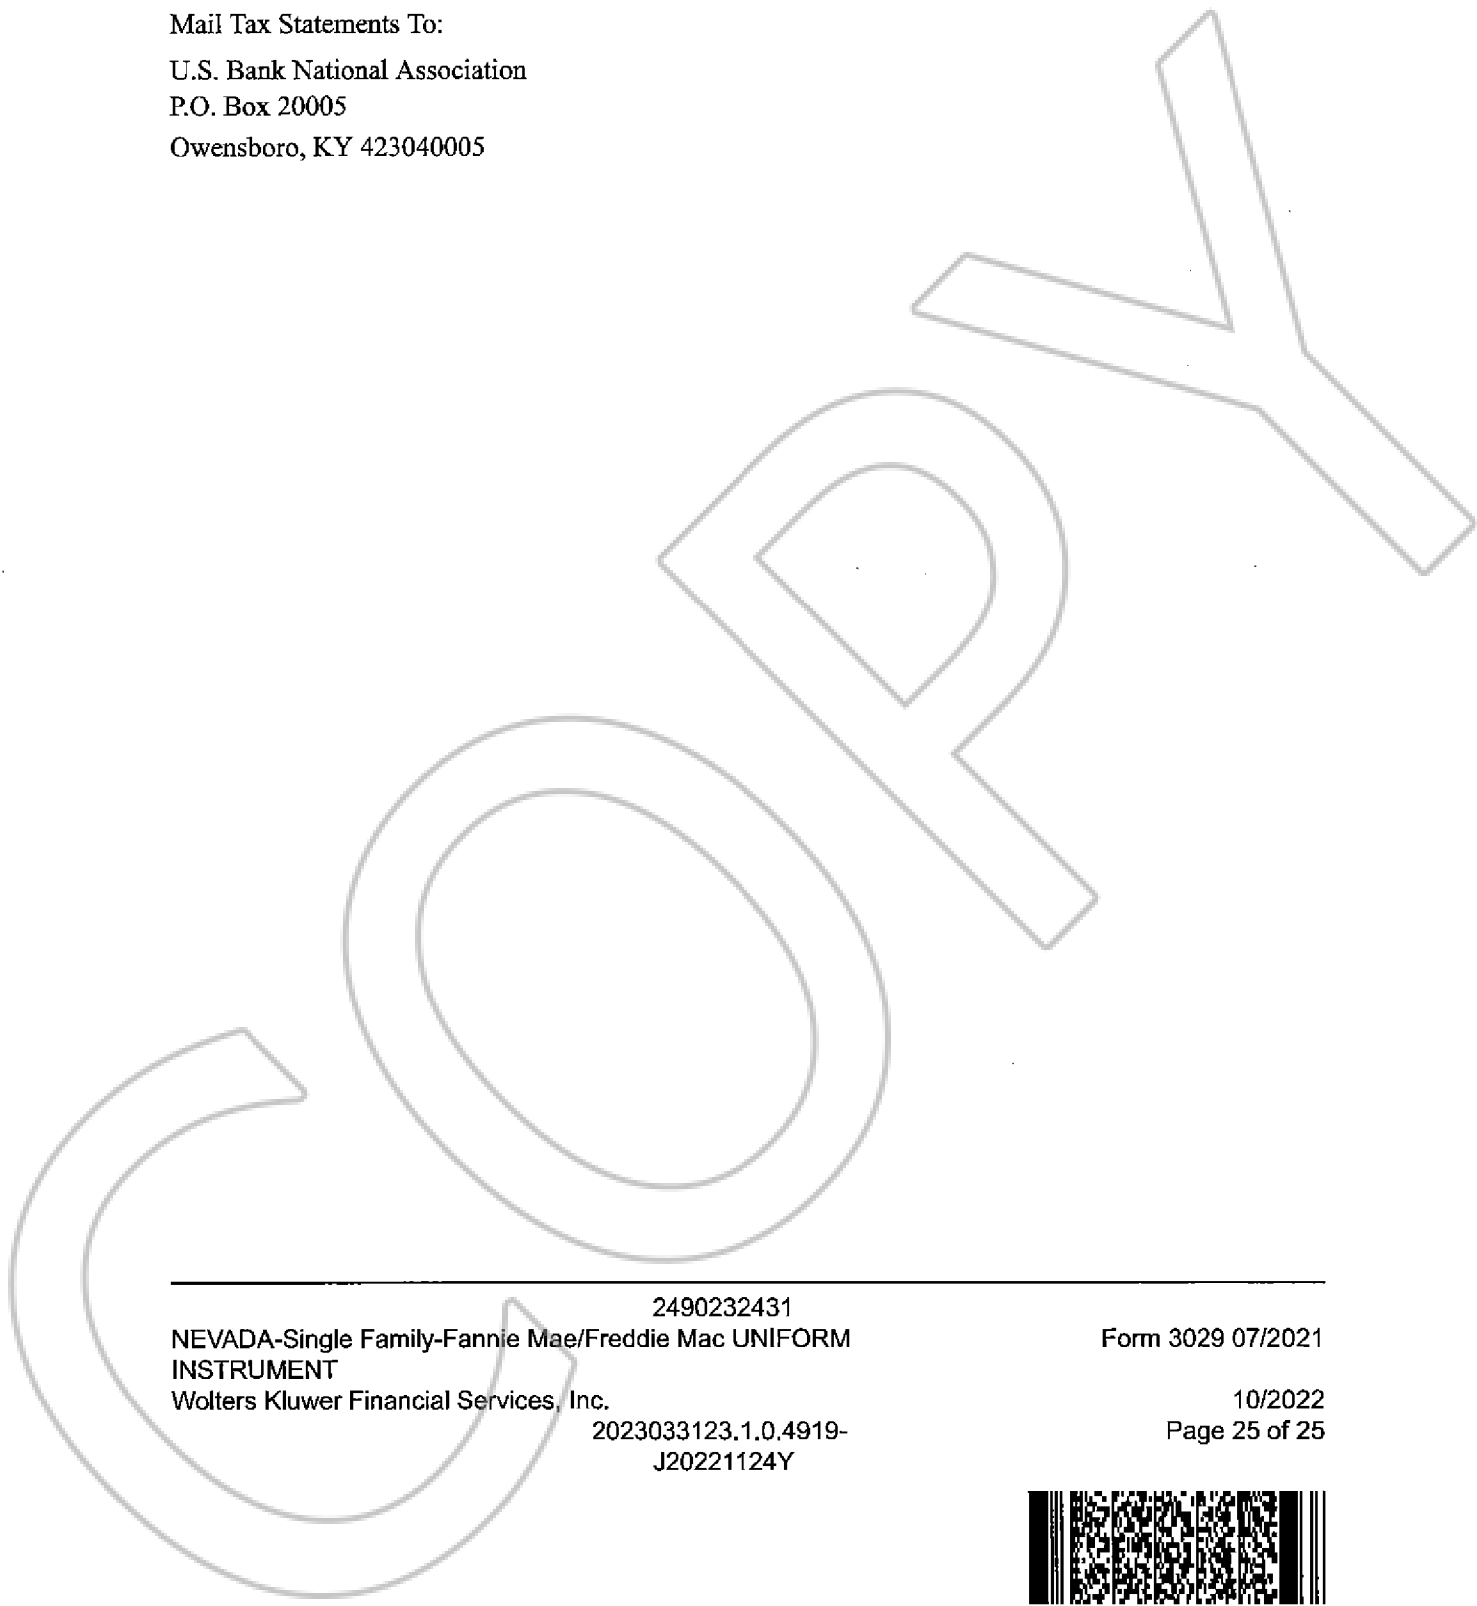 Mail Tax Statements To:
U.S. Bank National Association
P.O. Box 20005
Owensboro, KY 423040005
COPY
2490232431
NEVADA-Single Family-Fannie Mae/Freddie Mac UNIFORM
INSTRUMENT
Form 3029 07/2021
Wolters Kluwer Financial Services, Inc.
10/2022
2023033123.1.0.4919-
J20221124Y
Page 25 of 25